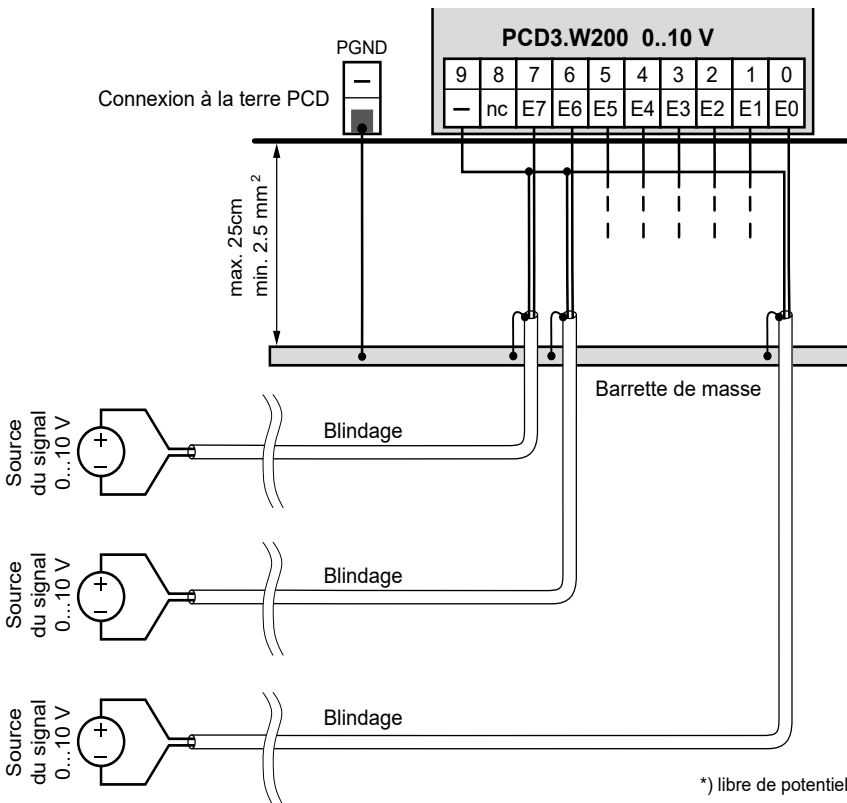 PCD3.W200 0..10 V
PGND
9 8 7 6 5 4 3 2 1 0
– nc E7 E6 E5 E4 E3 E2 E1 E0
–
Connexion à la terre PCD
max. 25cm
min. 2.5 mm²
Barrette de masse
Source
du signal
0...10 V
+
–
Blindage
Source
du signal
0...10 V
+
–
Blindage
Source
du signal
0...10 V
+
–
Blindage
*) libre de potentiel